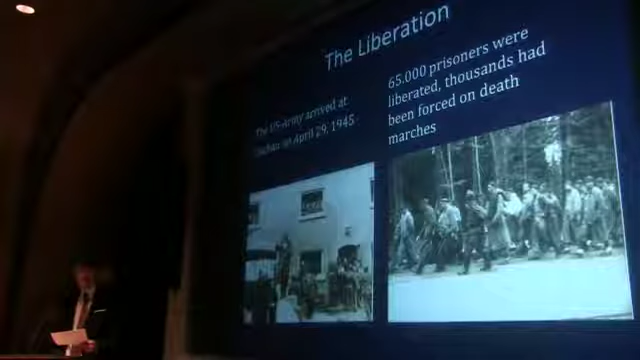 The Liberation
The US-Army arrived at
Dachau on April 29, 1945
65.000 prisoners were
liberated, thousands had
been forced on death
marches